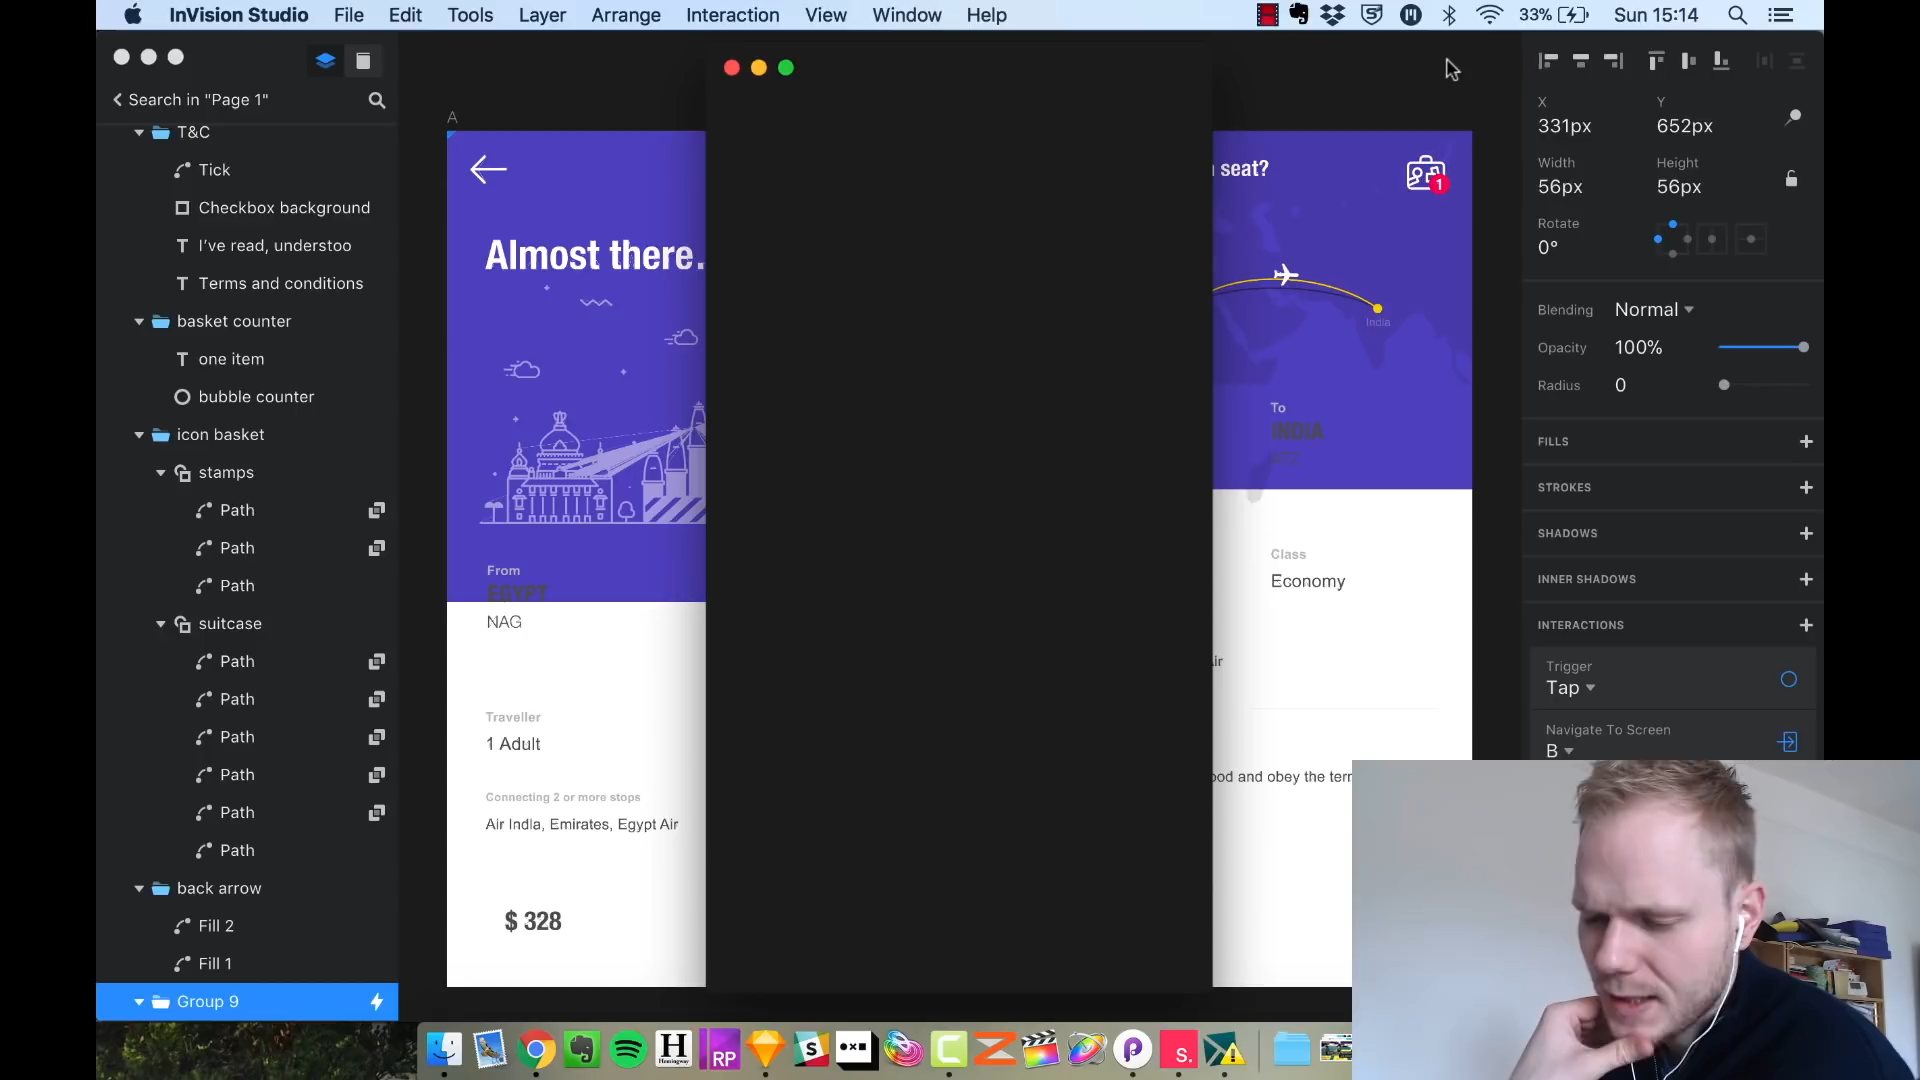 InVision Studio File Edit Tools Layer Arrange Interaction View Window Help 33% Sun 15:14
Search in "Page 1"
T&C
Tick
Checkbox background
I've read, understoo
Terms and conditions
basket counter
one item
bubble counter
icon basket
stamps
Path
Path
Path
suitcase
Path
Path
Path
Path
Path
Path
back arrow
Fill 2
Fill 1
Group 9
A
Almost there.
From
EGYPT
NAG
Traveller
1 Adult
Connecting 2 or more stops
Air India, Emirates, Egypt Air
$ 328
seat?
1
India
To
INDIA
Class
Economy
ir
ood and obey the terr
X
331px
Y
652px
Width
56px
Height
56px
Rotate
0°
Blending Normal
Opacity 100%
Radius 0
FILLS
STROKES
SHADOWS
INNER SHADOWS
INTERACTIONS
Trigger
Tap
Navigate To Screen
B
H
Hemingway
RP
S
C
Z
P
S.